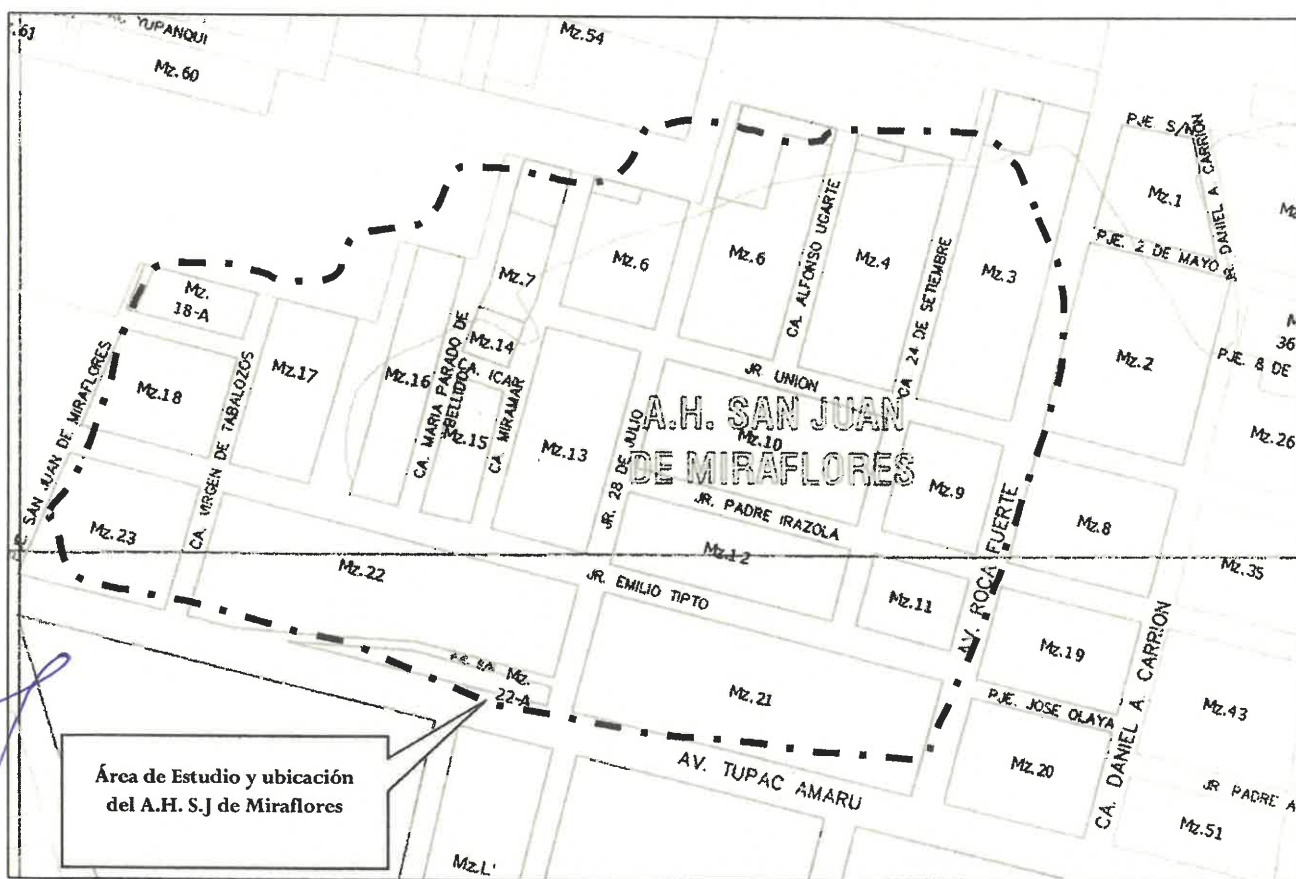 .61
YUPANQUI
Mz.60
Mz.54
PJE S/N
JR. DANIEL A CARRION
Mz.1
PJE. 2 DE MAYO
Mz.
18-A
Mz.7
Mz.6
Mz.6
CA. ALFONSO UGARTE
Mz.4
CA 24 DE SETIEMBRE
Mz.3
Mz.2
36
PJE. 8 DE
Mz.26
SAN JUAN DE MIRAFLORES
Mz.18
CA. VIRGEN DE TABALOZOS
Mz.17
Mz.16
CA. MARIA PARADO DE
BELLIDOS
Mz.14
CA. ICA
Mz.15
CA. MIRAMAR
Mz.13
JR. 28 DE JULIO
JR. UNION
A.H. SAN JUAN
DE MIRAFLORES
Mz.10
Mz.9
JR. PADRE IRAZOLA
Mz.8
Mz.35
Mz.23
Mz.22
Mz.12
JR. EMILIO TIPTO
Mz.11
AV. ROCA FUERTE
Mz.19
CA. DANIEL A CARRION
Mz.
22-A
Mz.21
PJE. JOSE OLAYA
Mz.43
Mz.20
AV. TUPAC AMARU
JR PADRE A
Mz.51
Mz.L'
Área de Estudio y ubicación
del A.H. S.J de Miraflores